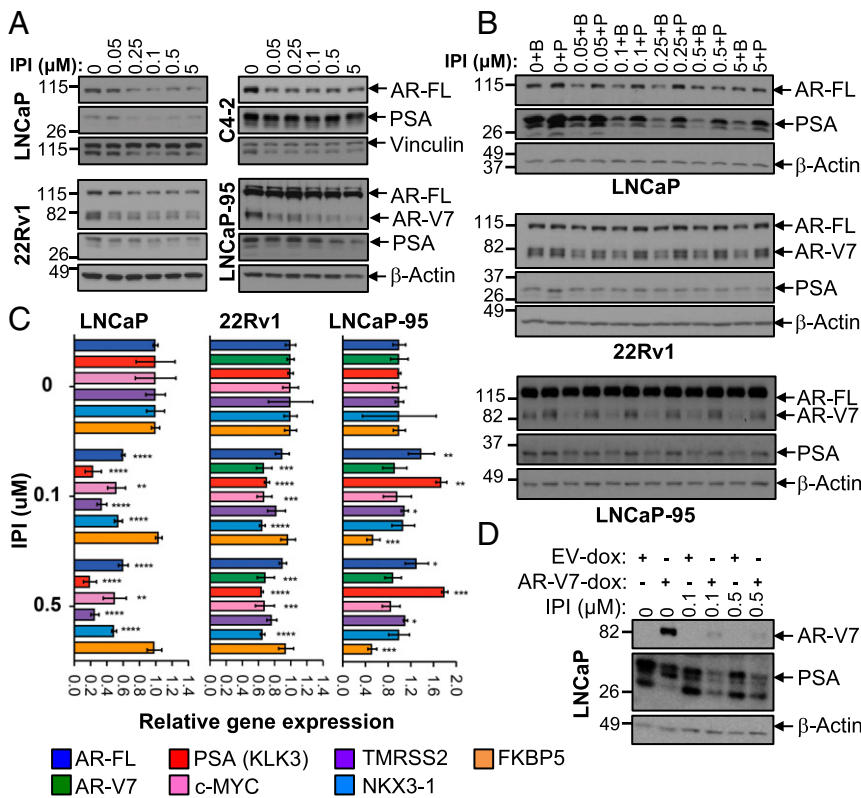 A
IPI (µM):
0
0.05
0.25
0.1
0.5
5
0
0.05
0.25
0.1
0.5
5
LNCaP
115
26
115
C4-2
AR-FL
PSA
Vinculin
22Rv1
115
82
26
49
LNCaP-95
AR-FL
AR-V7
PSA
β-Actin
B
IPI (µM):
0+B
0+P
0.05+B
0.05+P
0.1+B
0.1+P
0.25+B
0.25+P
0.5+B
0.5+P
5+B
5+P
115
AR-FL
37
26
PSA
49
37
β-Actin
LNCaP
115
AR-FL
82
AR-V7
37
26
PSA
49
β-Actin
22Rv1
115
AR-FL
82
AR-V7
37
PSA
49
β-Actin
LNCaP-95
C
LNCaP
22Rv1
LNCaP-95
IPI (uM)
0
0.1
0.5
****
****
**
****
****
****
****
**
****
****
***
****
***
****
***
****
***
****
**
**
*
***
*
***
*
***
0.0
0.2
0.4
0.6
0.8
1.0
1.2
1.4
0.0
0.2
0.4
0.6
0.8
1.0
1.2
1.4
0.0
0.4
0.8
1.2
1.6
2.0
Relative gene expression
AR-FL
PSA (KLK3)
TMRSS2
FKBP5
AR-V7
c-MYC
NKX3-1
D
EV-dox: + - + - + -
AR-V7-dox: - + - + - +
IPI (µM): 0 0 0.1 0.1 0.5 0.5
LNCaP
82
AR-V7
PSA
26
49
β-Actin